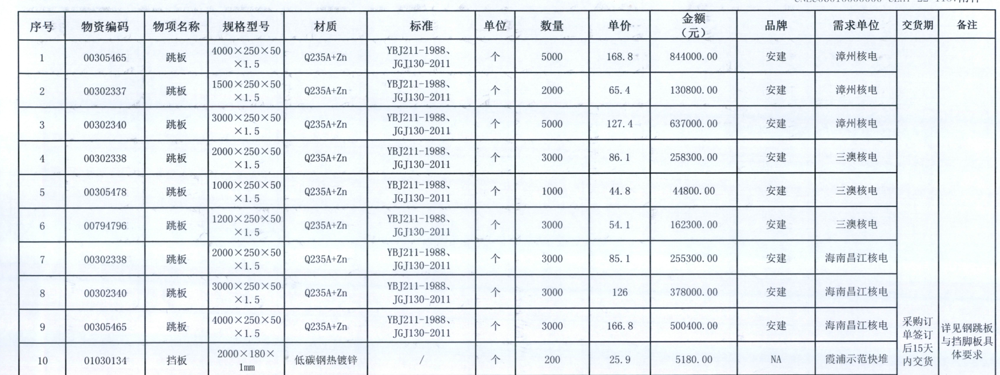 序号 物资编码 物项名称 规格型号 材质 标准 单位 数量 单价 金额（元） 品牌 需求单位 交货期 备注
1 00305465 跳板 4000×250×50×1.5 Q235A+Zn YBJ211-1988、JGJ130-2011 个 5000 168.8 844000.00 安建 漳州核电
2 00302337 跳板 1500×250×50×1.5 Q235A+Zn YBJ211-1988、JGJ130-2011 个 2000 65.4 130800.00 安建 漳州核电
3 00302340 跳板 3000×250×50×1.5 Q235A+Zn YBJ211-1988、JGJ130-2011 个 5000 127.4 637000.00 安建 漳州核电
4 00302338 跳板 2000×250×50×1.5 Q235A+Zn YBJ211-1988、JGJ130-2011 个 3000 86.1 258300.00 安建 三澳核电
5 00305478 跳板 1000×250×50×1.5 Q235A+Zn YBJ211-1988、JGJ130-2011 个 1000 44.8 44800.00 安建 三澳核电
6 00794796 跳板 1200×250×50×1.5 Q235A+Zn YBJ211-1988、JGJ130-2011 个 3000 54.1 162300.00 安建 三澳核电
7 00302338 跳板 2000×250×50×1.5 Q235A+Zn YBJ211-1988、JGJ130-2011 个 3000 85.1 255300.00 安建 海南昌江核电
8 00302340 跳板 3000×250×50×1.5 Q235A+Zn YBJ211-1988、JGJ130-2011 个 3000 126 378000.00 安建 海南昌江核电
9 00305465 跳板 4000×250×50×1.5 Q235A+Zn YBJ211-1988、JGJ130-2011 个 3000 166.8 500400.00 安建 海南昌江核电
10 01030134 挡板 2000×180×1mm 低碳钢热镀锌 / 个 200 25.9 5180.00 NA 霞浦示范快堆
采购订单签订后15天内交货
详见钢跳板与挡脚板具体要求